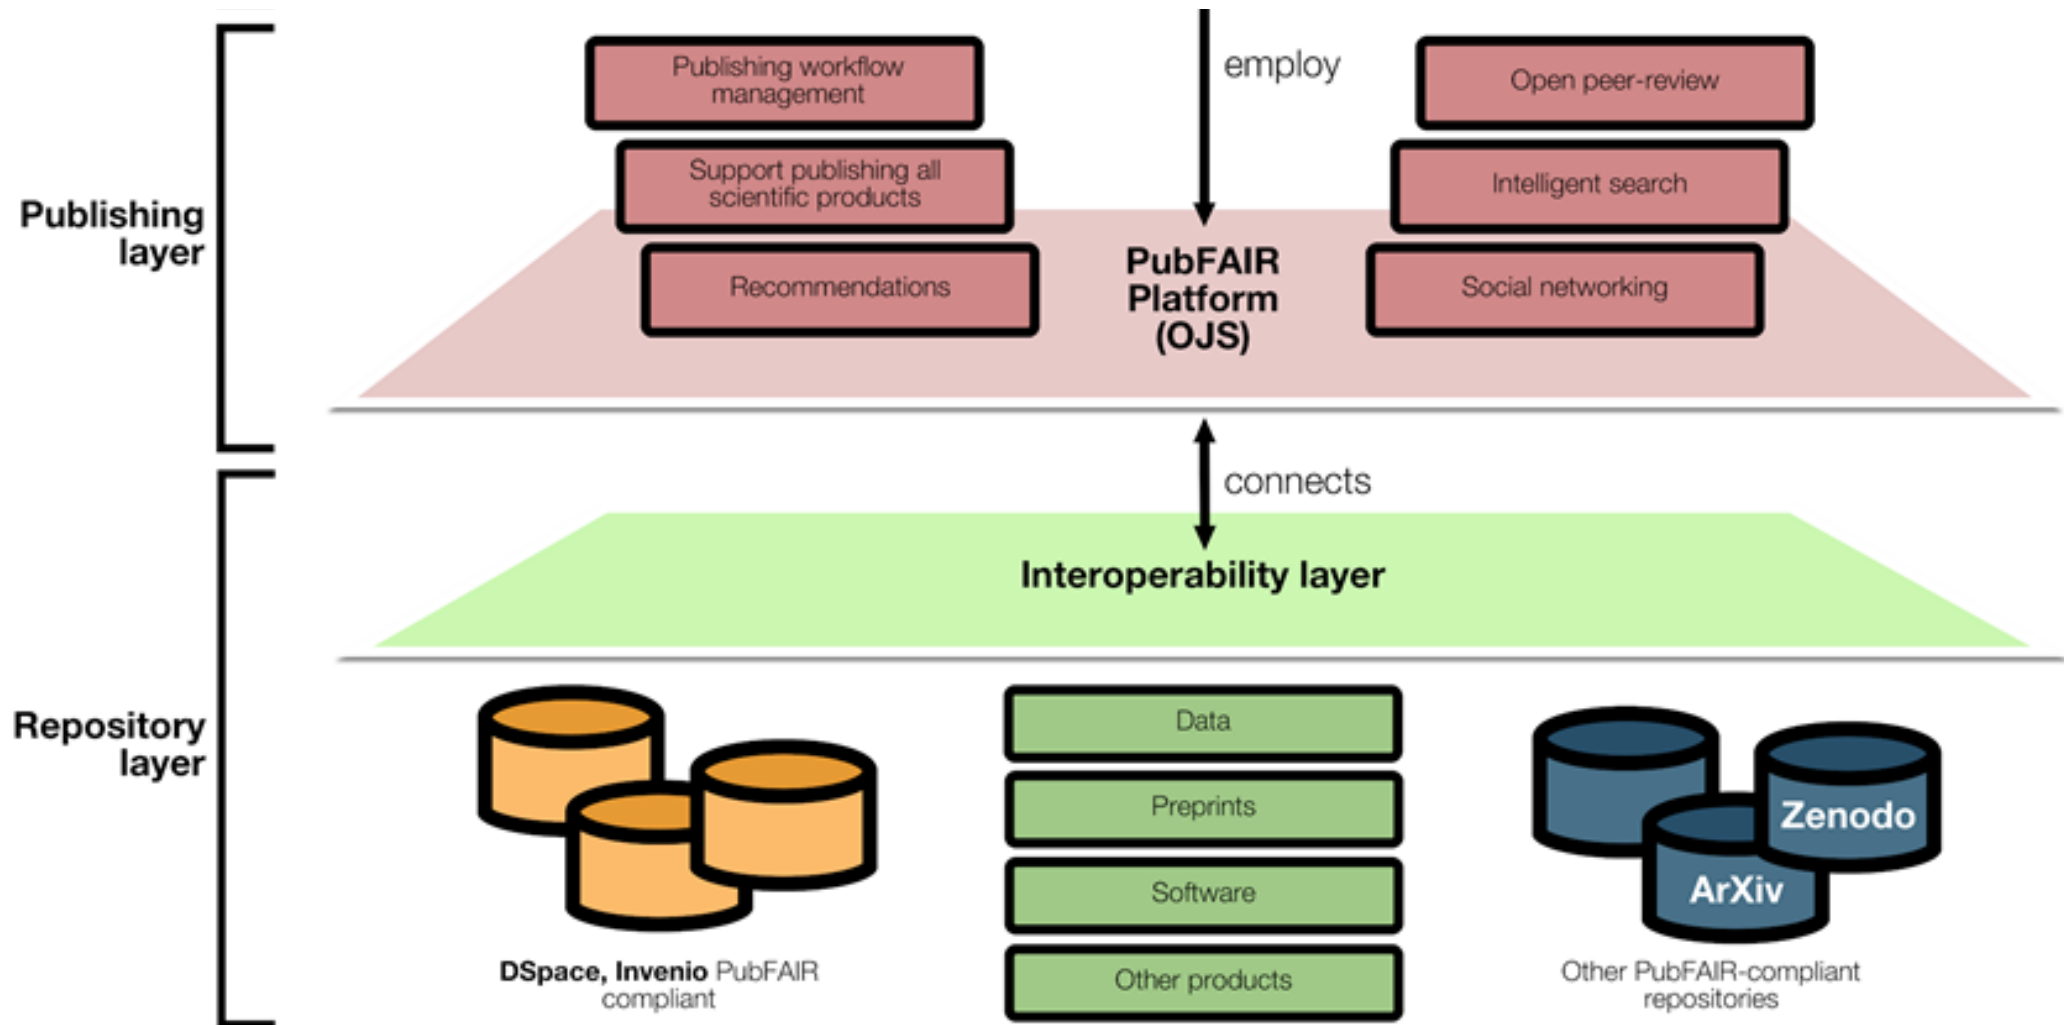 Publishing workflow
management
employ
Open peer-review
Support publishing all
scientific products
Intelligent search
Publishing
layer
Recommendations
PubFAIR
Platform
(OJS)
Social networking
connects
Interoperability layer
Repository
layer
Data
Preprints
Software
Other products
Zenodo
ArXiv
DSpace, Invenio PubFAIR
compliant
Other PubFAIR-compliant
repositories